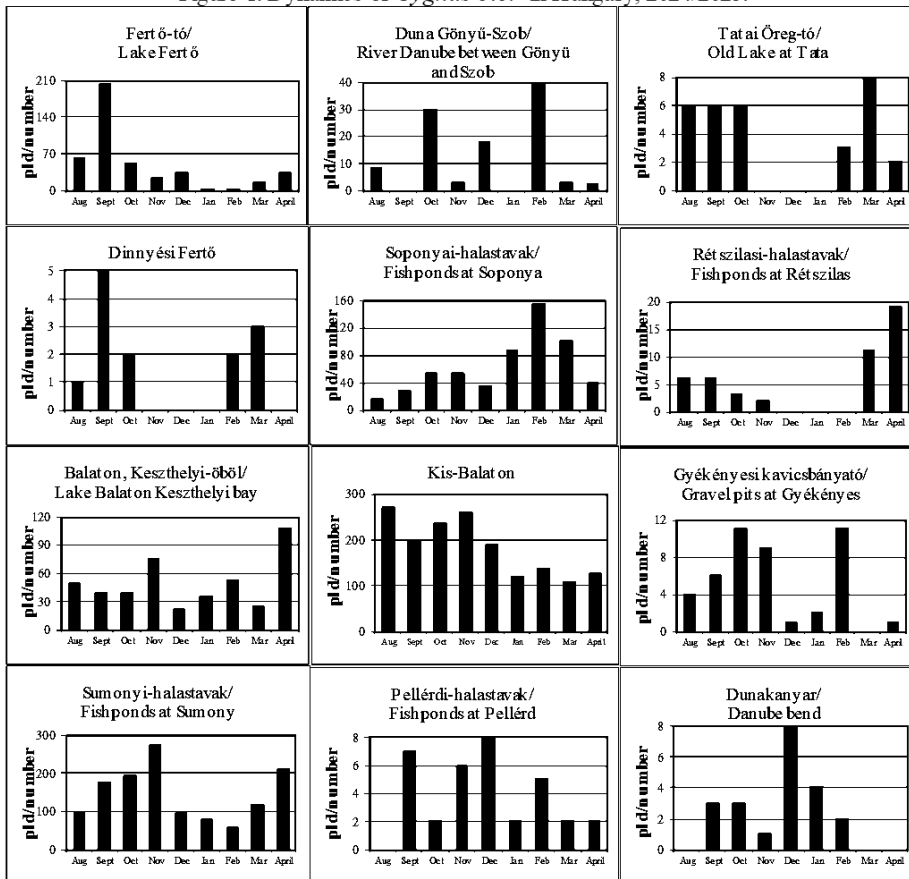 Dynamics of Cygnus Hungary,
Fertő-tó/
Lake Fertő
pld/number
210
140
70
0
Aug Sept Oct Nov Dec Jan Feb Mar April
Duna Gönyű-Szob/
River Danube between Gönyü
and Szob
pld/number
40
30
20
10
0
Aug Sept Oct Nov Dec Jan Feb Mar April
Tatai Öreg-tó/
Old Lake at Tata
pld/number
8
6
4
2
0
Aug Sept Oct Nov Dec Jan Feb Mar April
Dinnyési Fertő
pld/number
5
4
3
2
1
0
Aug Sept Oct Nov Dec Jan Feb Mar April
Soponyai-halastavak/
Fishponds at Soponya
pld/number
160
120
80
40
0
Aug Sept Oct Nov Dec Jan Feb Mar April
Rétszilasi-halastavak/
Fishponds at Rétszilas
pld/number
20
15
10
5
0
Aug Sept Oct Nov Dec Jan Feb Mar April
Balaton, Keszthelyi-öböl/
Lake Balaton Keszthelyi bay
pld/number
120
90
60
30
0
Aug Sept Oct Nov Dec Jan Feb Mar April
Kis-Balaton
pld/number
300
200
100
0
Aug Sept Oct Nov Dec Jan Feb Mar April
Gyékényesi kavicsbányató/
Gravel pits at Gyékényes
pld/number
12
8
4
0
Aug Sept Oct Nov Dec Jan Feb Mar April
Sumonyi-halastavak/
Fishponds at Sumony
pld/number
300
200
100
0
Aug Sept Oct Nov Dec Jan Feb Mar April
Pellérdi-halastavak/
Fishponds at Pellérd
pld/number
8
6
4
2
0
Aug Sept Oct Nov Dec Jan Feb Mar April
Dunakanyar/
Danube bend
pld/number
8
6
4
2
0
Aug Sept Oct Nov Dec Jan Feb Mar April